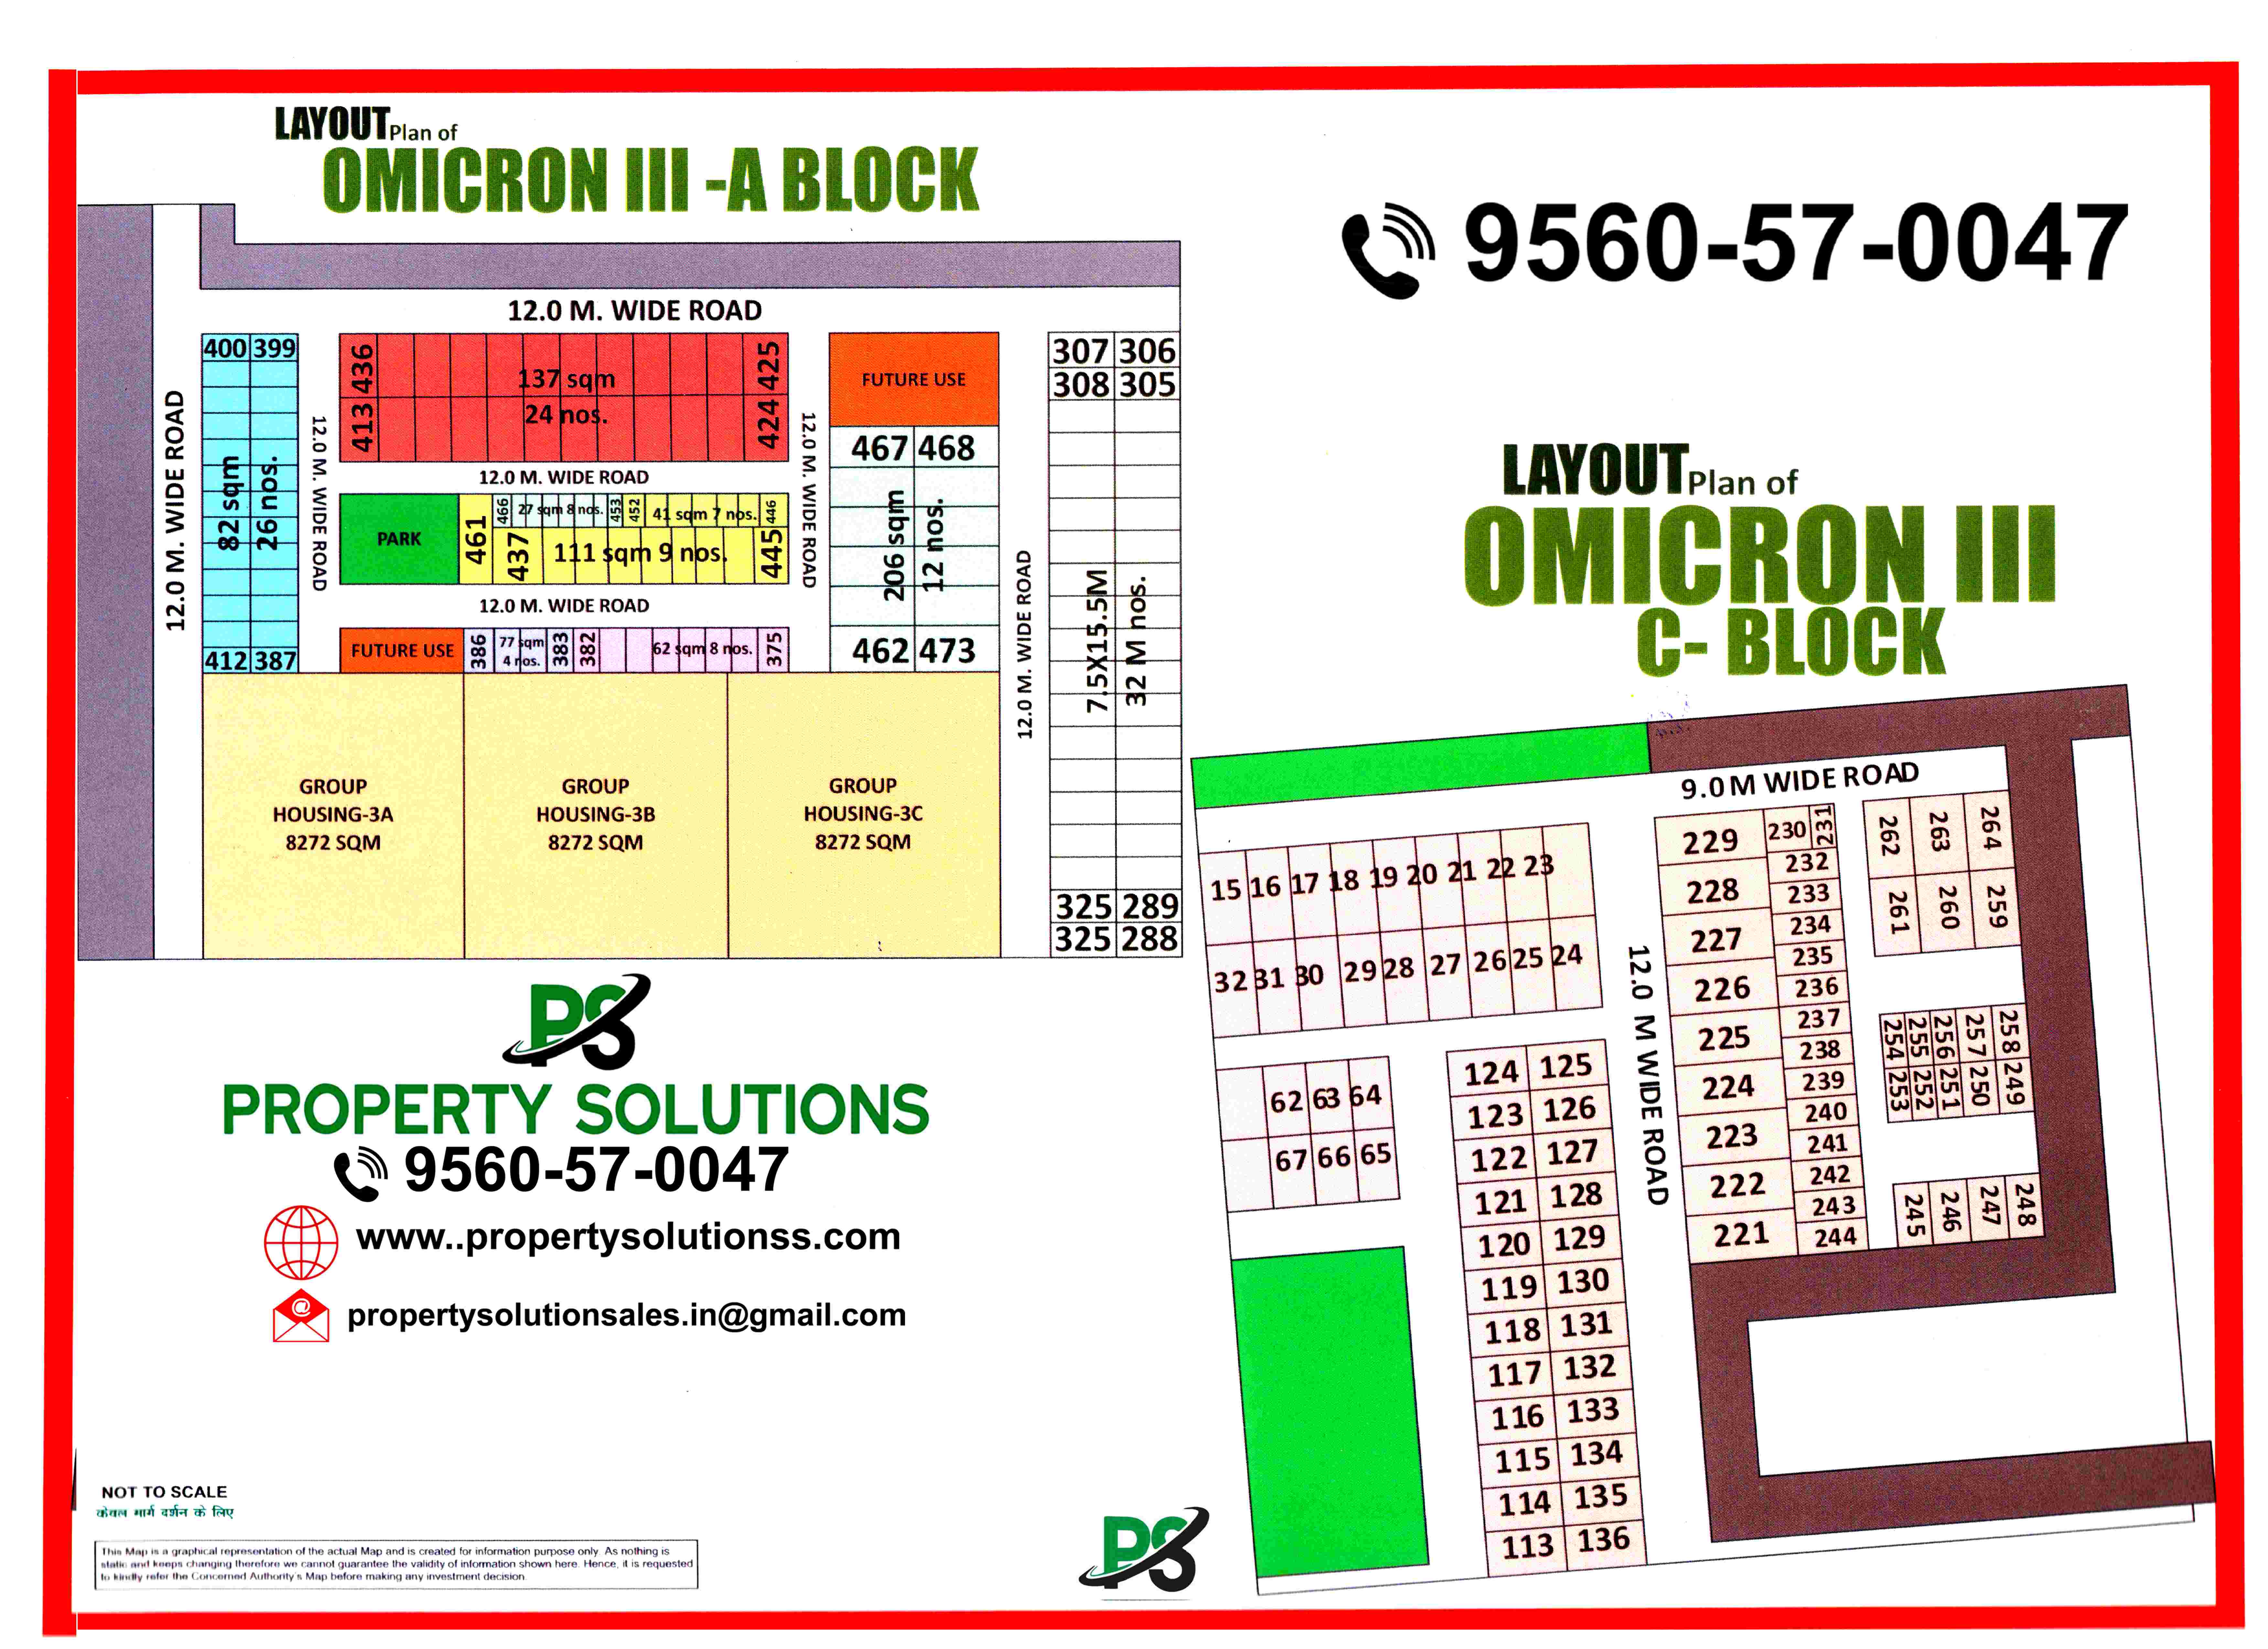 LAYOUT Plan of
OMICRON III -A BLOCK
9560-57-0047
12.0 M. WIDE ROAD
12.0 M. WIDE ROAD
400 399
82 sqm
26 nos.
412 387
12.0 M. WIDE ROAD
436 425
137 sqm
24 nos.
413 424
12.0 M. WIDE ROAD
PARK
461
466 27 sqm 8 nos. 453 452 41 sqm 7 nos. 446
437 111 sqm 9 nos. 445
12.0 M. WIDE ROAD
FUTURE USE
386
77 sqm
4 nos.
383 382 62 sqm 8 nos. 375
12.0 M. WIDE ROAD
FUTURE USE
467 468
206 sqm
12 nos.
462 473
12.0 M. WIDE ROAD
307 306
308 305
7.5X15.5M
32 M nos.
325 289
325 288
GROUP
HOUSING-3A
8272 SQM
GROUP
HOUSING-3B
8272 SQM
GROUP
HOUSING-3C
8272 SQM
PS
PROPERTY SOLUTIONS
9560-57-0047
www..propertysolutionss.com
propertysolutionsales.in@gmail.com
NOT TO SCALE
केवल मार्ग दर्शन के लिए
This Map is a graphical representation of the actual Map and is created for information purpose only. As nothing is
static and keeps changing therefore we cannot guarantee the validity of information shown here. Hence, it is requested
to kindly refer the Concerned Authority's Map before making any investment decision.
PS
LAYOUT Plan of
OMICRON III
C- BLOCK
9.0 M WIDE ROAD
15 16 17 18 19 20 21 22 23
32 31 30 29 28 27 26 25 24
62 63 64
67 66 65
124 125
123 126
122 127
121 128
120 129
119 130
118 131
117 132
116 133
115 134
114 135
113 136
12.0 M WIDE ROAD
229 230 231
228
227
226
225
224
223
222
221
232
233
234
235
236
237
238
239
240
241
242
243
244
262 263 264
261 260 259
254 255 256 257 258
253 252 251 250 249
245 246 247 248